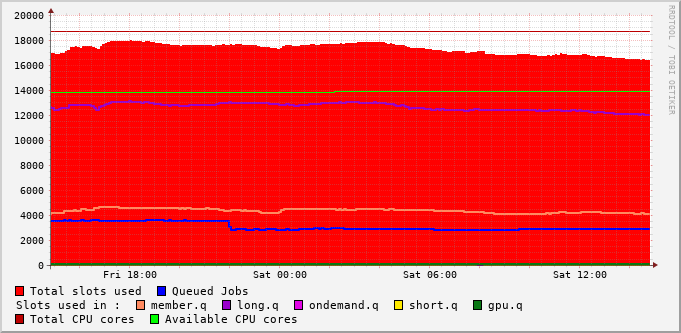 RRDTOOL / TOBI OETIKER
20000
18000
16000
14000
12000
10000
8000
6000
4000
2000
0
Fri 18:00 Sat 00:00 Sat 06:00 Sat 12:00
Total slots used Queued Jobs
Slots used in : member.q long.q ondemand.q short.q gpu.q
Total CPU cores Available CPU cores